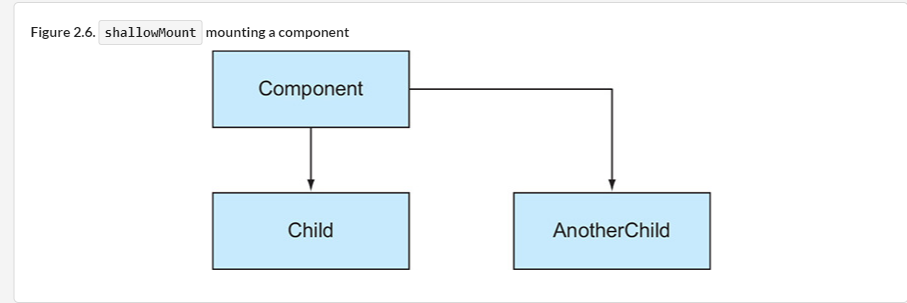 Figure 2.6. shallowMount mounting a component
Component
Child
AnotherChild